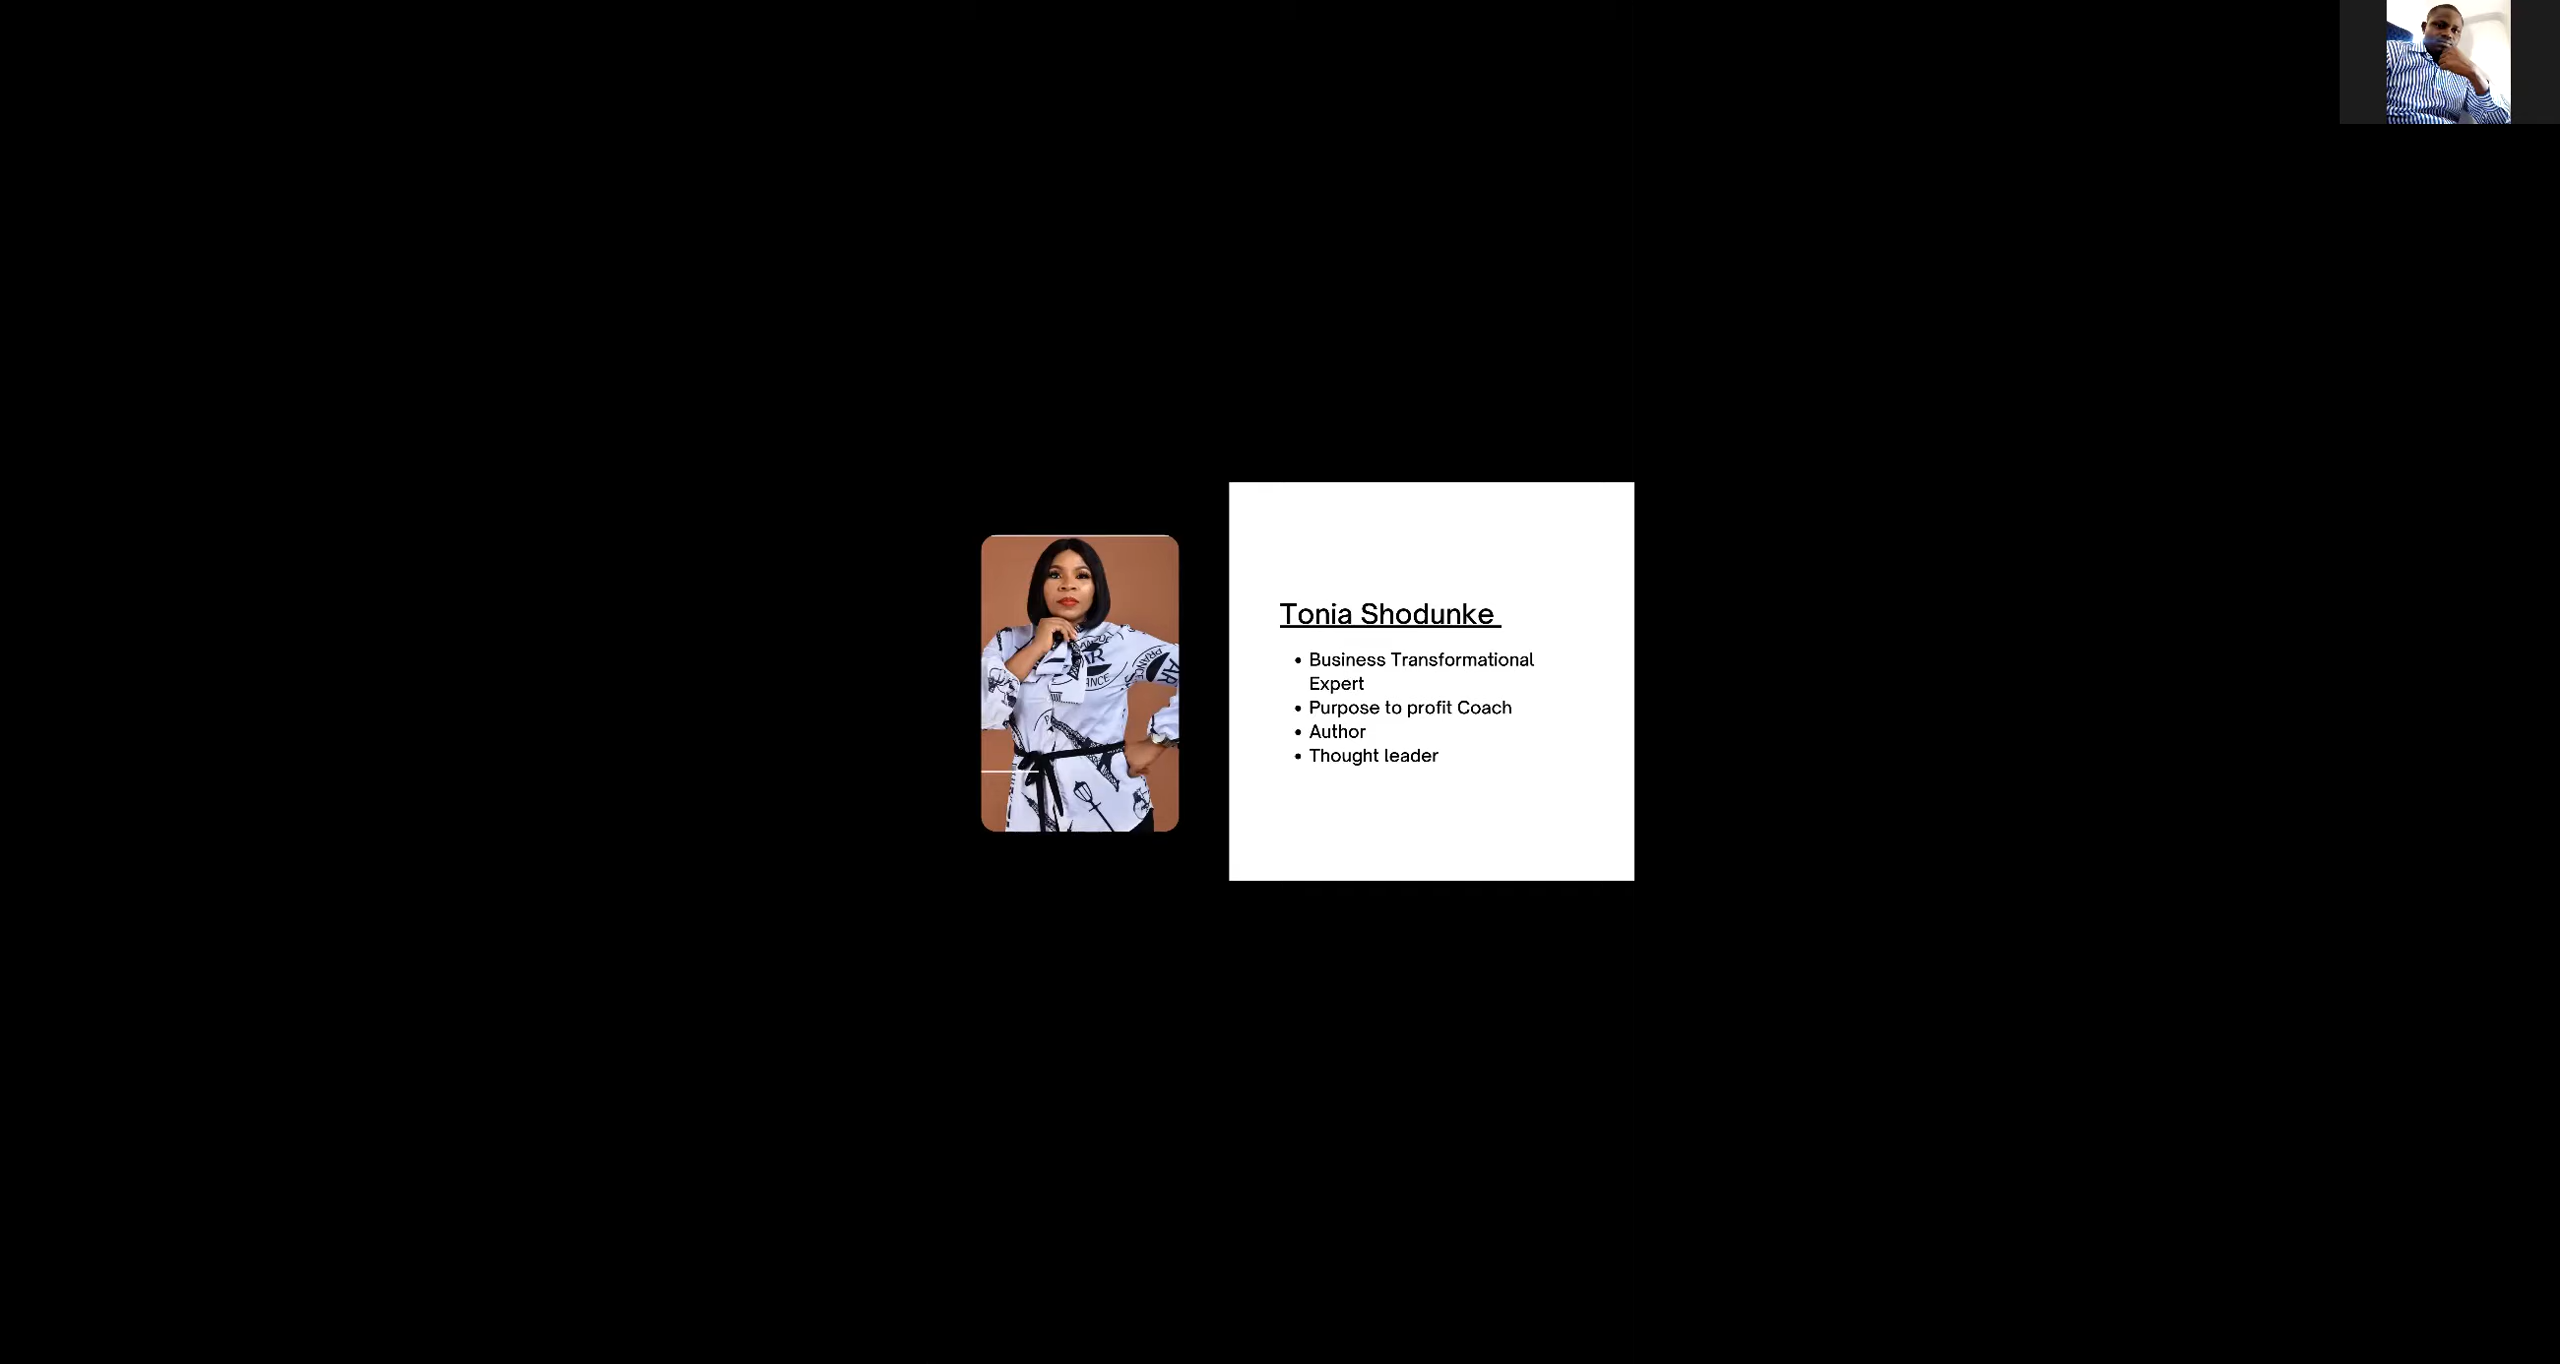 Tonia Shodunke
• Business Transformational
Expert
• Purpose to profit Coach
• Author
• Thought leader